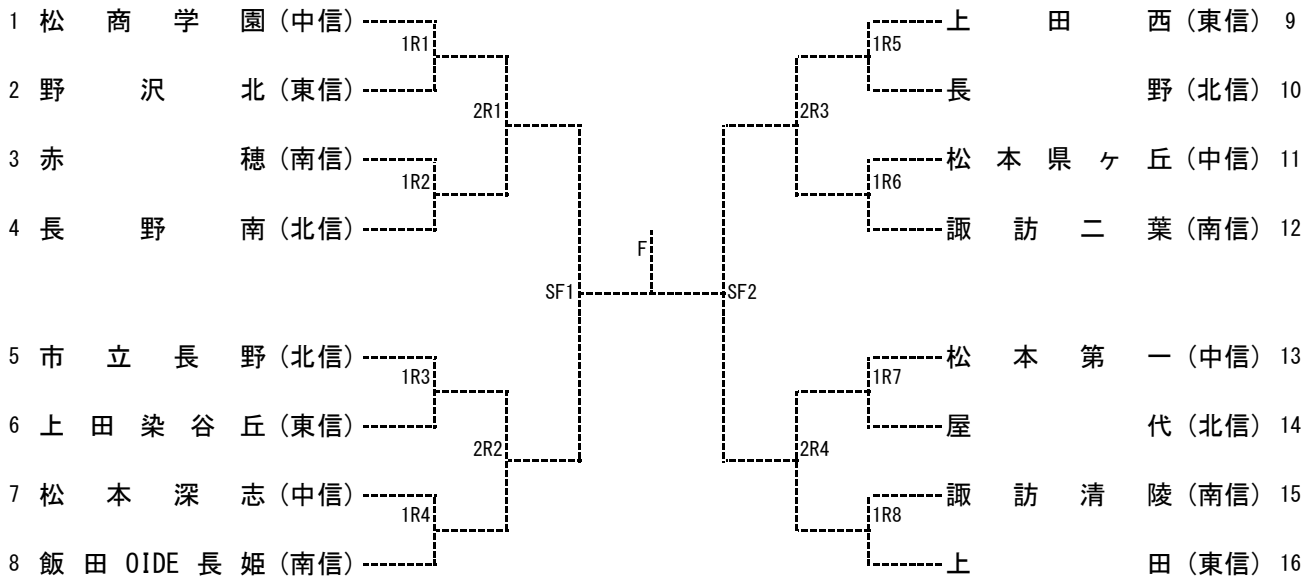 1 松商学園(中信) 上田西(東信) 9
1R1 1R5
2 野沢北(東信) 長野(北信) 10
2R1 2R3
3 赤穂(南信) 松本県ヶ丘(中信) 11
1R2 1R6
4 長野南(北信) 諏訪二葉(南信) 12
F
SF1 SF2
5 市立長野(北信) 松本第一(中信) 13
1R3 1R7
6 上田染谷丘(東信) 屋代(北信) 14
2R2 2R4
7 松本深志(中信) 諏訪清陵(南信) 15
1R4 1R8
8 飯田OIDE長姫(南信) 上田(東信) 16